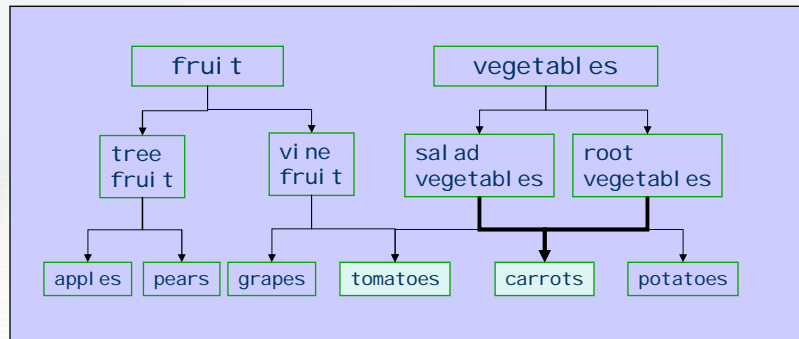 fruit
vegetables
tree
fruit
vine
fruit
salad
vegetables
root
vegetables
apples
pears
grapes
tomatoes
carrots
potatoes